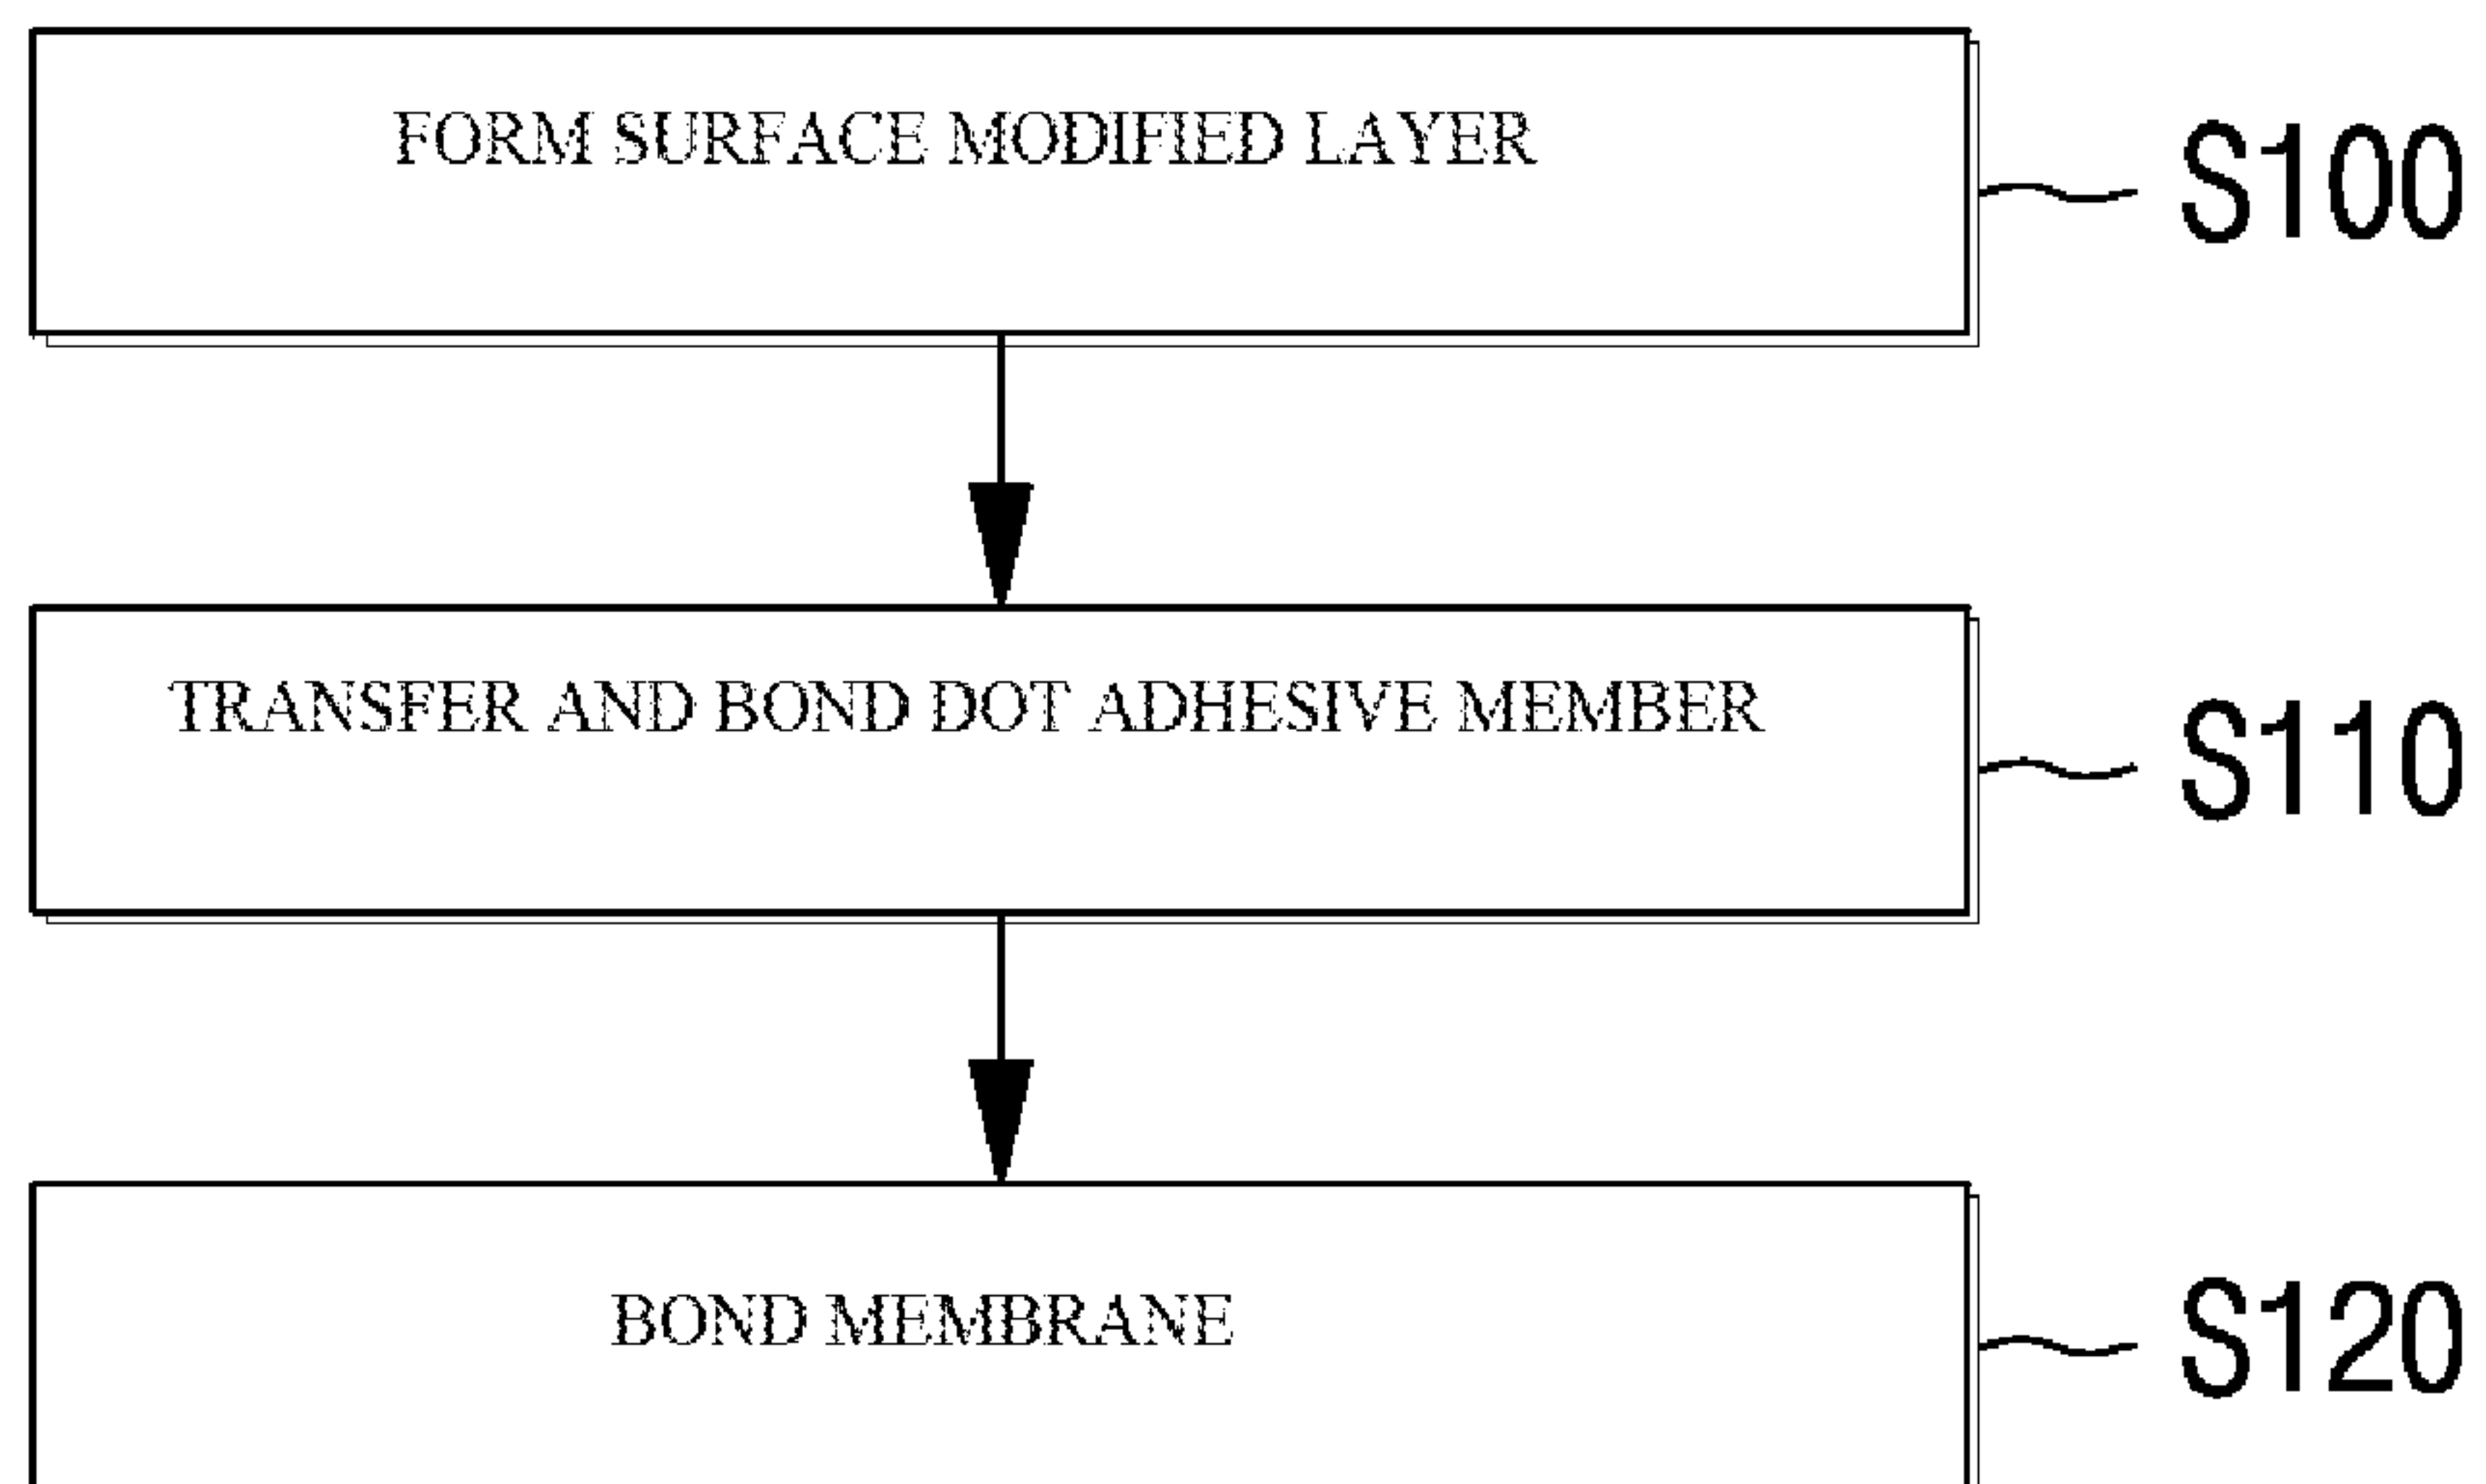 FORM SURFACE MODIFIED LAYER
S100
TRANSFER AND BOND DOT ADHESIVE MEMBER
S110
BOND MEMBRANE
S120